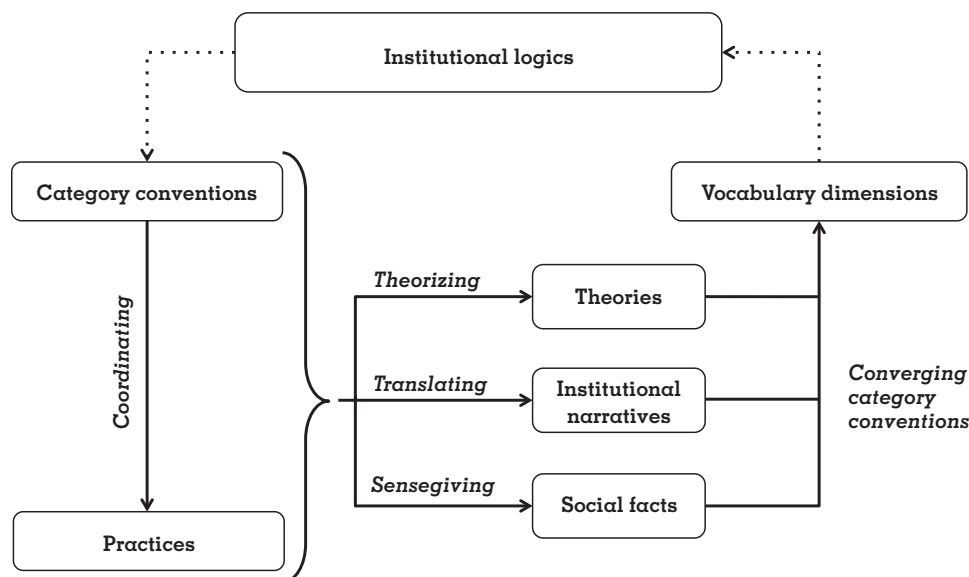 Institutional logics
Category conventions
Vocabulary dimensions
Coordinating
Theorizing
Theories
Translating
Institutional
narratives
Converging
category
conventions
Sensegiving
Social facts
Practices